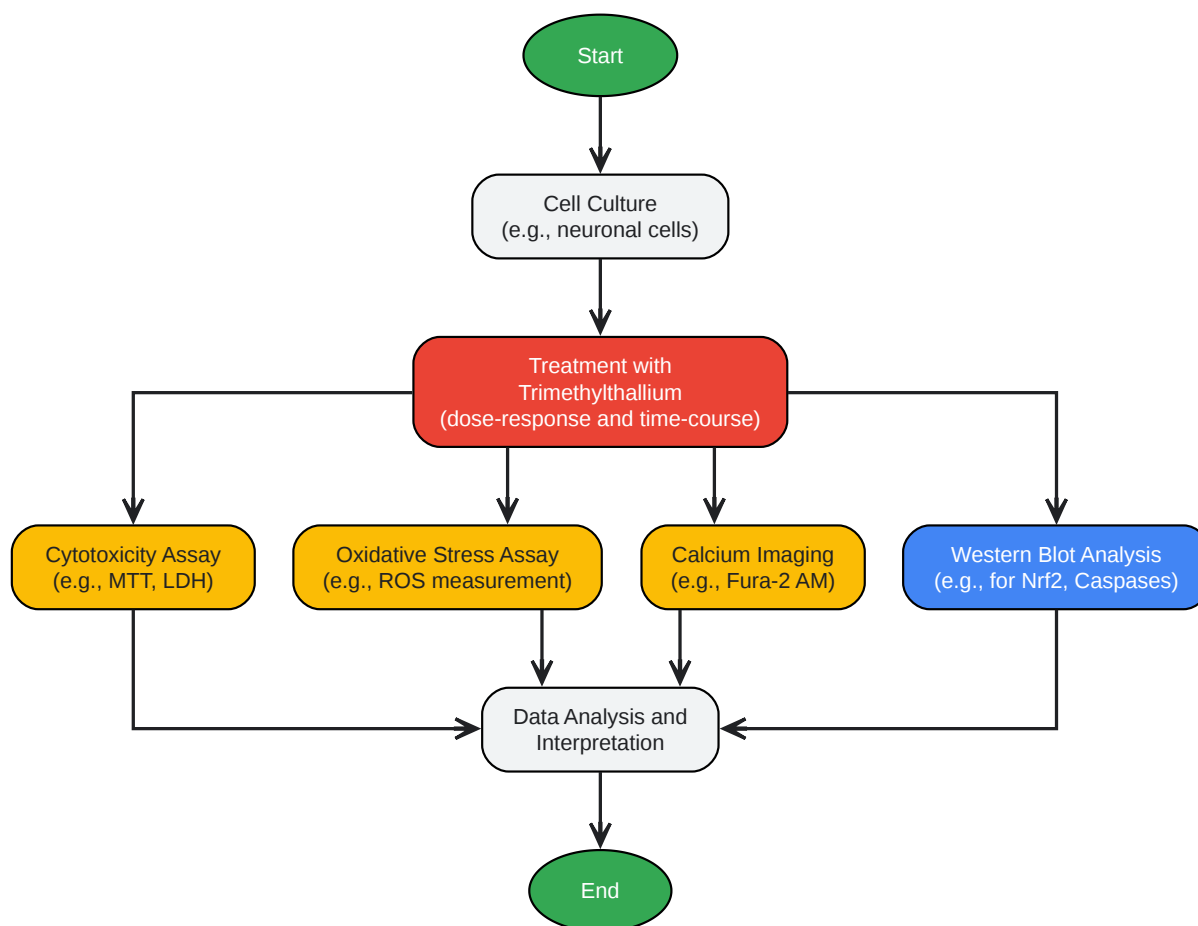 Start
Cell Culture
(e.g., neuronal cells)
Treatment with
Trimethylthallium
(dose-response and time-course)
Cytotoxicity Assay
(e.g., MTT, LDH)
Oxidative Stress Assay
(e.g., ROS measurement)
Calcium Imaging
(e.g., Fura-2 AM)
Western Blot Analysis
(e.g., for Nrf2, Caspases)
Data Analysis and
Interpretation
End